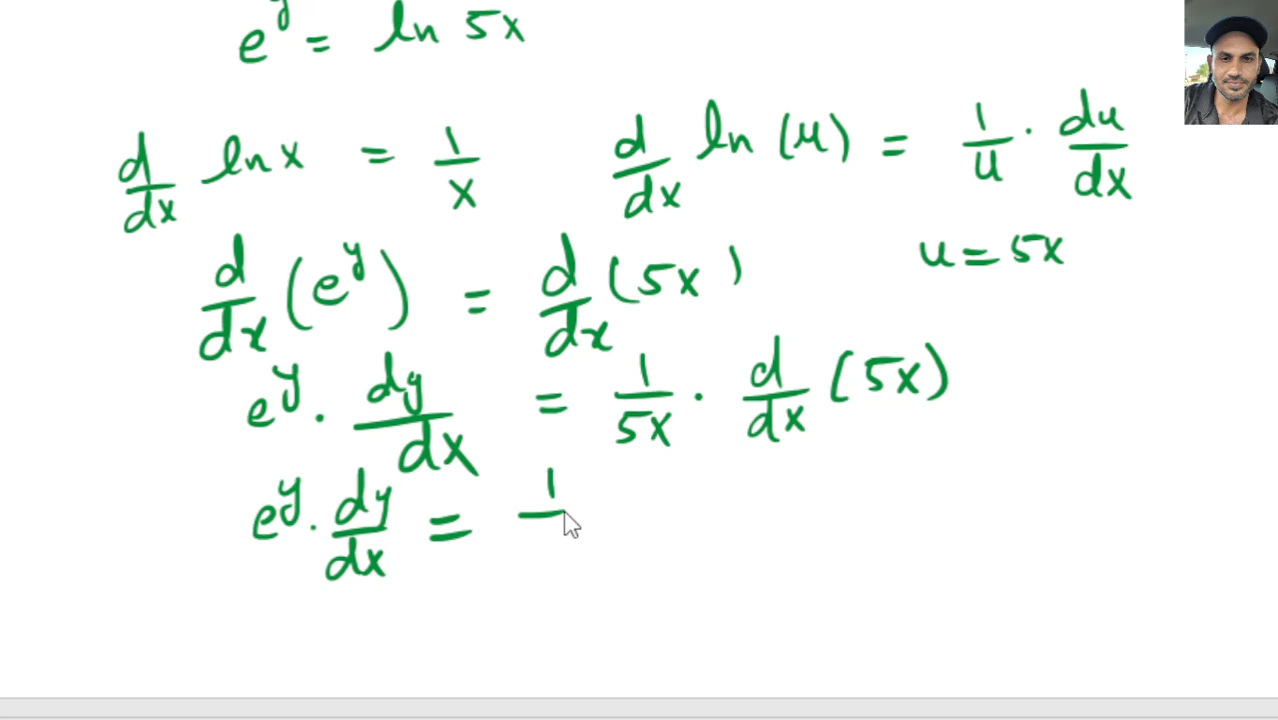 e^y = ln 5x
d/dx ln x = 1/x    d/dx ln (u) = 1/u · du/dx
d/dx (e^y) = d/dx (5x)    u = 5x
e^y · dy/dx = 1/5x · d/dx (5x)
e^y · dy/dx = 1/